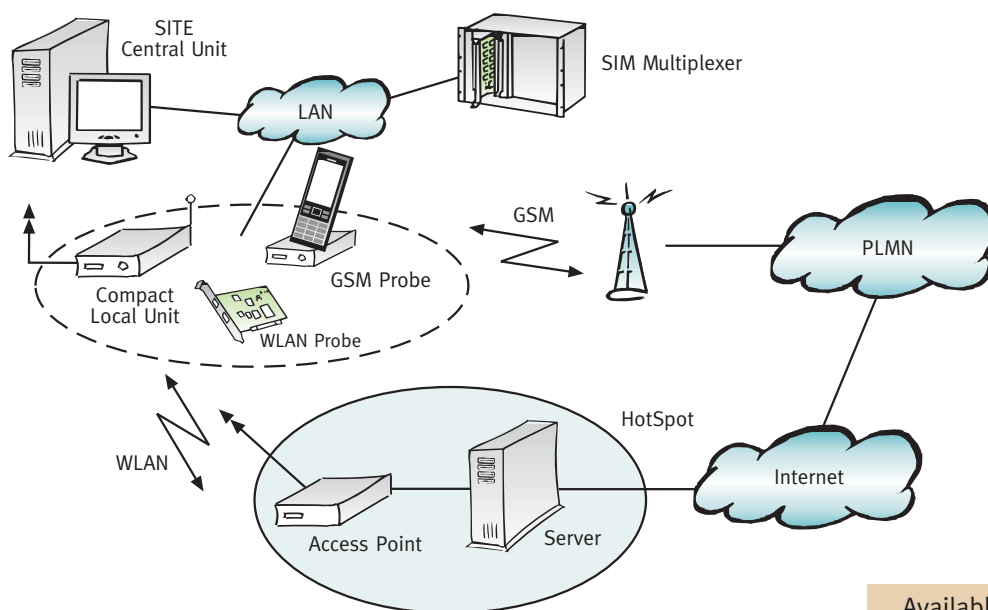 SITE
Central Unit
SIM Multiplexer
LAN
GSM
PLMN
GSM Probe
Compact
Local Unit
WLAN Probe
HotSpot
WLAN
Internet
Access Point
Server